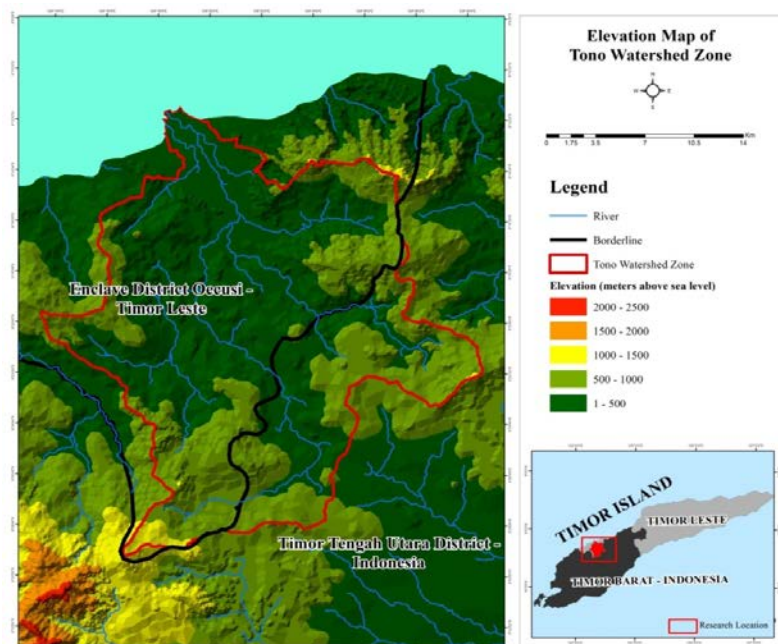 Elevation Map of
Tono Watershed Zone
N
W
E
S
Km
0
1.75
3.5
7
10.5
14
Legend
River
Borderline
Tono Watershed Zone
Elevation (meters above sea level)
2000 - 2500
1500 - 2000
1000 - 1500
500 - 1000
1 - 500
Enclave District Oecusi -
Timor Leste
Timor Tengah Utara District -
Indonesia
TIMOR ISLAND
TIMOR LESTE
TIMOR BARAT - INDONESIA
Research Location